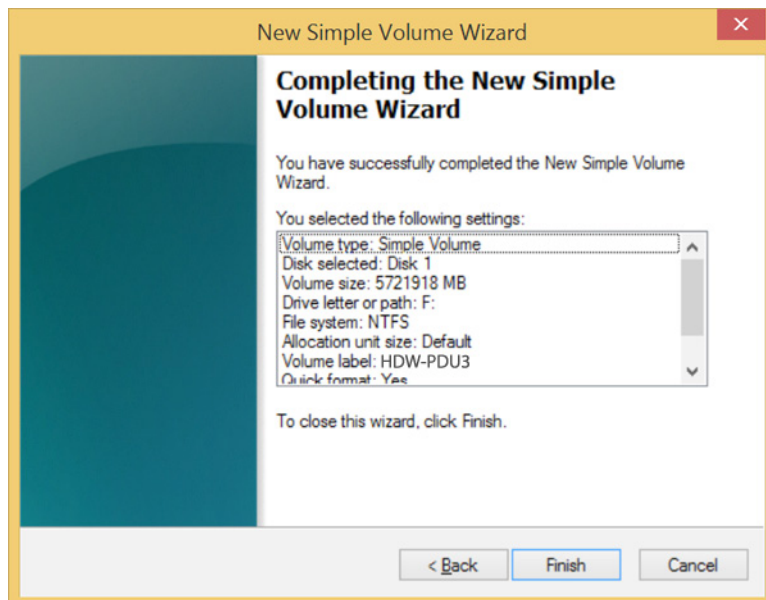 New Simple Volume Wizard
Completing the New Simple
Volume Wizard
You have successfully completed the New Simple Volume
Wizard.
You selected the following settings:
Volume type: Simple Volume
Disk selected: Disk 1
Volume size: 5721918 MB
Drive letter or path: F:
File system: NTFS
Allocation unit size: Default
Volume label: HDW-PDU3
Quick format: Yes
To close this wizard, click Finish.
< Back Finish Cancel